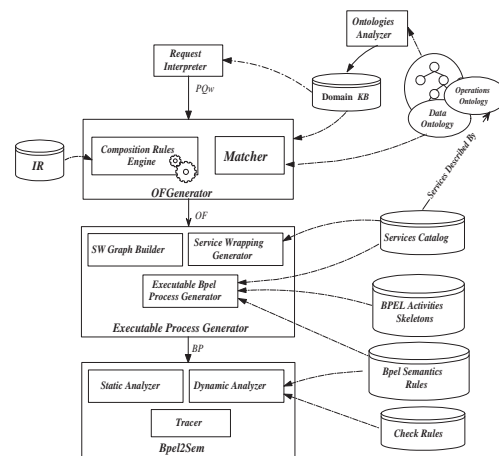 Ontologies
Analyzer
Request
Interpreter
Domain KB
Operations
Ontology
Data
Ontology
PQw
Composition Rules
Engine
Matcher
IR
OFGenerator
Services Described By
OF
SW Graph Builder
Service Wrapping
Generator
Services Catalog
Executable Bpel
Process Generator
BPEL Activities
Skeletons
Executable Process Generator
BP
Static Analyzer
Dynamic Analyzer
Bpel Semantics
Rules
Tracer
Check Rules
Bpel2Sem